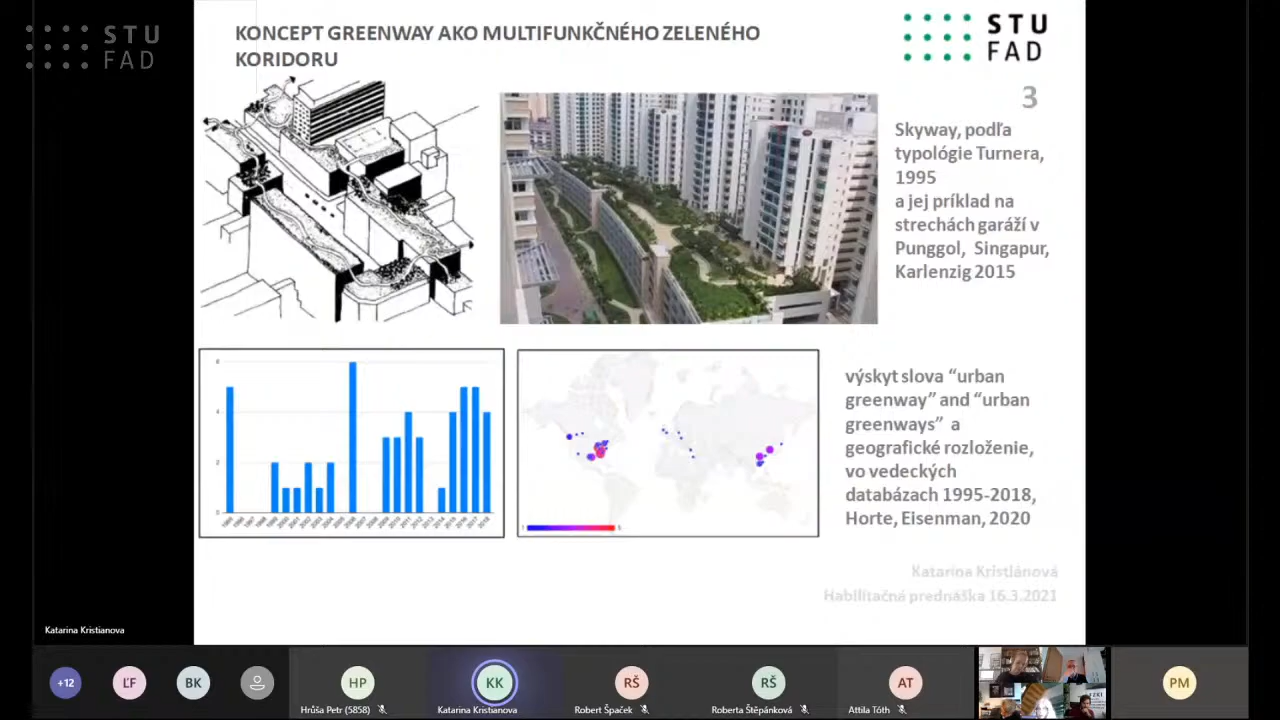 STU
FAD
KONCEPT GREENWAY AKO MULTIFUNKČNÉHO ZELENÉHO
KORIDORU
STU
FAD
3
Skyway, podľa
typológie Turnera,
1995
a jej príklad na
strechách garáží v
Punggol, Singapur,
Karlenzig 2015
výskyt slova “urban
greenway” and “urban
greenways” a
geografické rozloženie,
vo vedeckých
databázach 1995-2018,
Horte, Eisenman, 2020
Katarína Kristiánová
Habilitačná prednáška 16.3.2021
Katarina Kristianova
+12
ĽF
BK
HP
Hrůša Petr (5858)
KK
Katarina Kristianova
RŠ
Robert Špaček
RŠ
Roberta Štěpánková
AT
Attila Tóth
PM